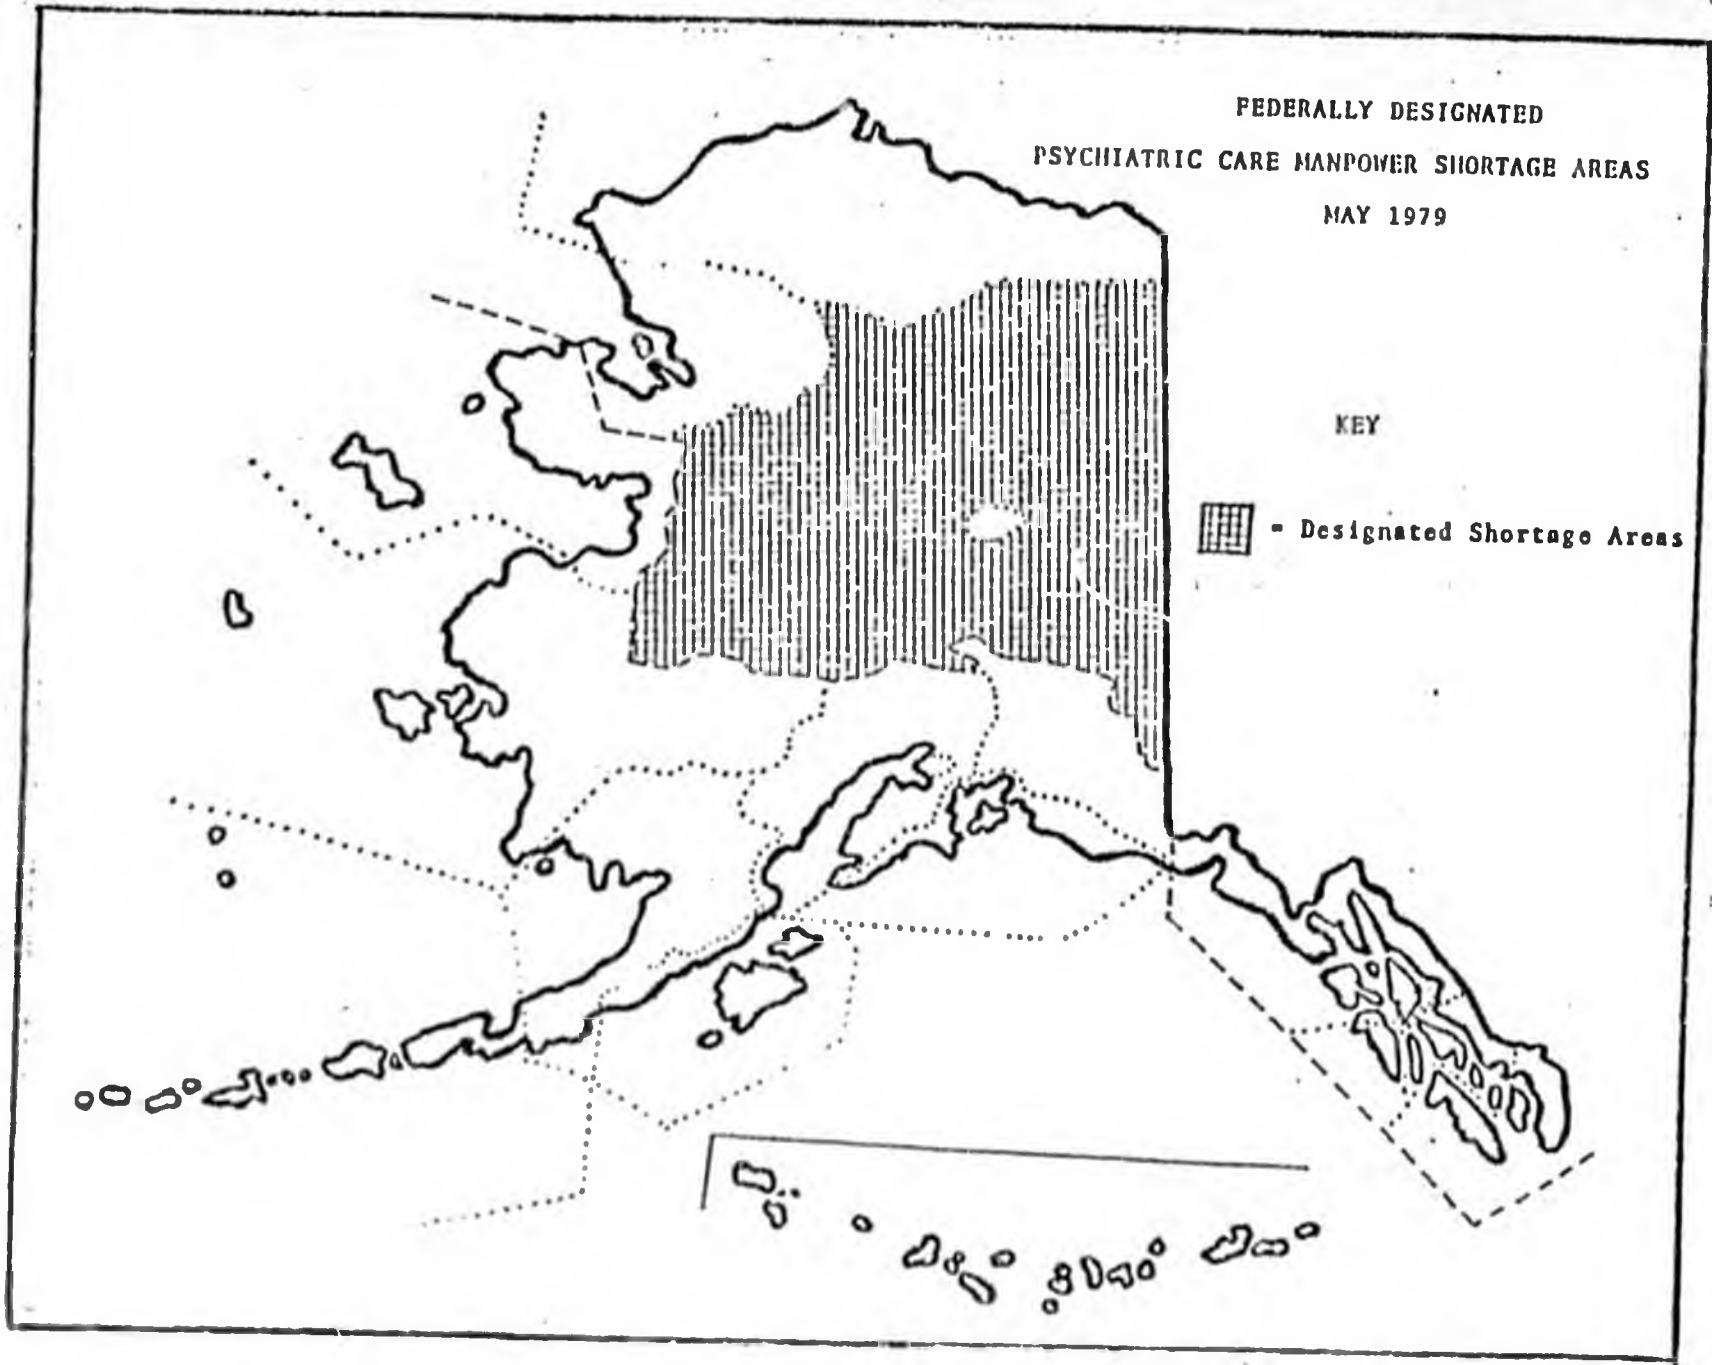 FEDERALLY DESIGNATED
PSYCHIATRIC CARE MANPOWER SHORTAGE AREAS
MAY 1979
KEY
= Designated Shortage Areas